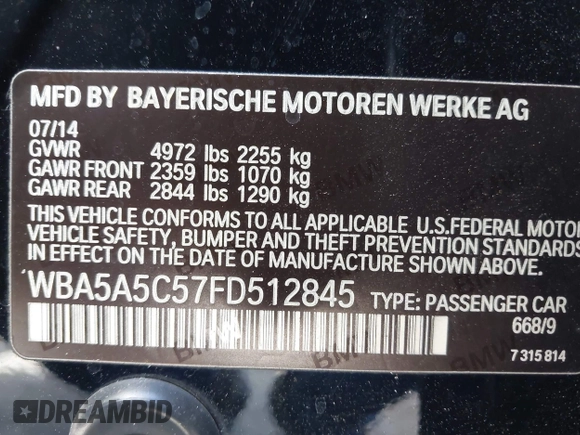 MFD BY BAYERISCHE MOTOREN WERKE AG
07/14
GVWR 4972 lbs 2255 kg
GAWR FRONT 2359 lbs 1070 kg
GAWR REAR 2844 lbs 1290 kg
THIS VEHICLE CONFORMS TO ALL APPLICABLE U.S.FEDERAL MOTOR
VEHICLE SAFETY, BUMPER AND THEFT PREVENTION STANDARDS
IN EFFECT ON THE DATE OF MANUFACTURE SHOWN ABOVE.
WBA5A5C57FD512845 TYPE: PASSENGER CAR
668/9
7 315 814
DREAMBID